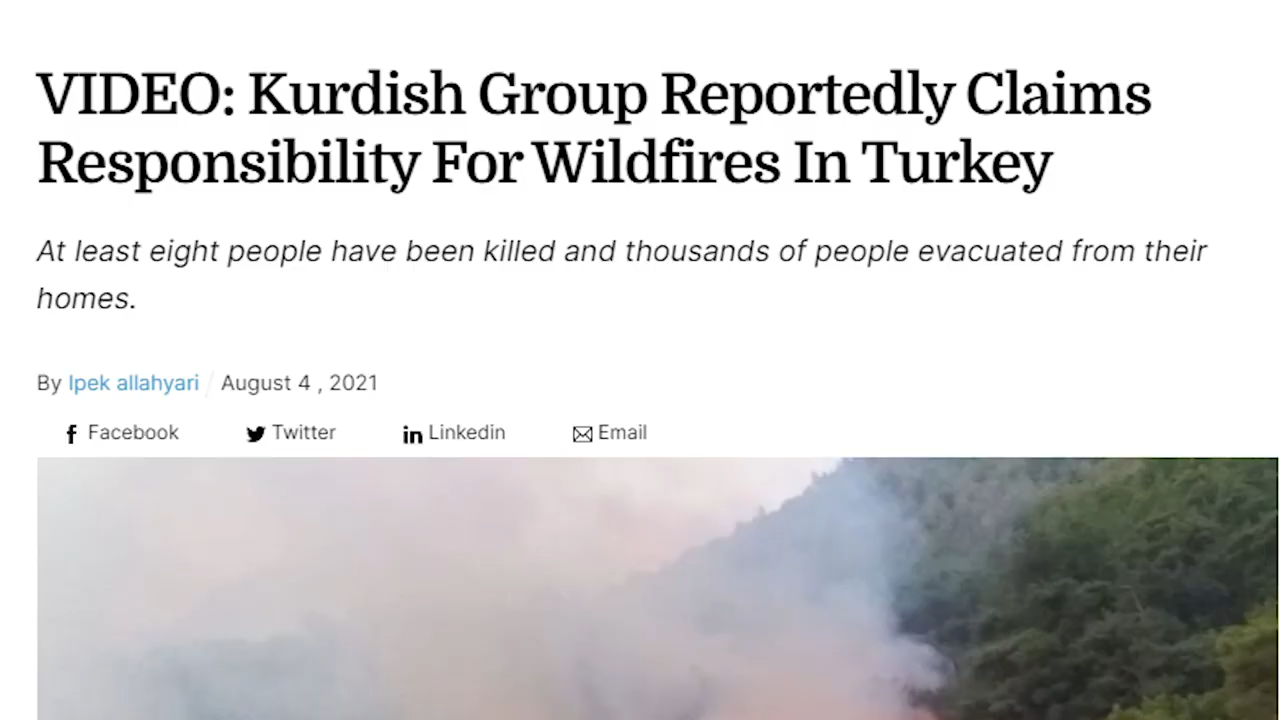 VIDEO: Kurdish Group Reportedly Claims
Responsibility For Wildfires In Turkey
At least eight people have been killed and thousands of people evacuated from their
homes.
By Ipek allahyari / August 4 , 2021
Facebook Twitter Linkedin Email